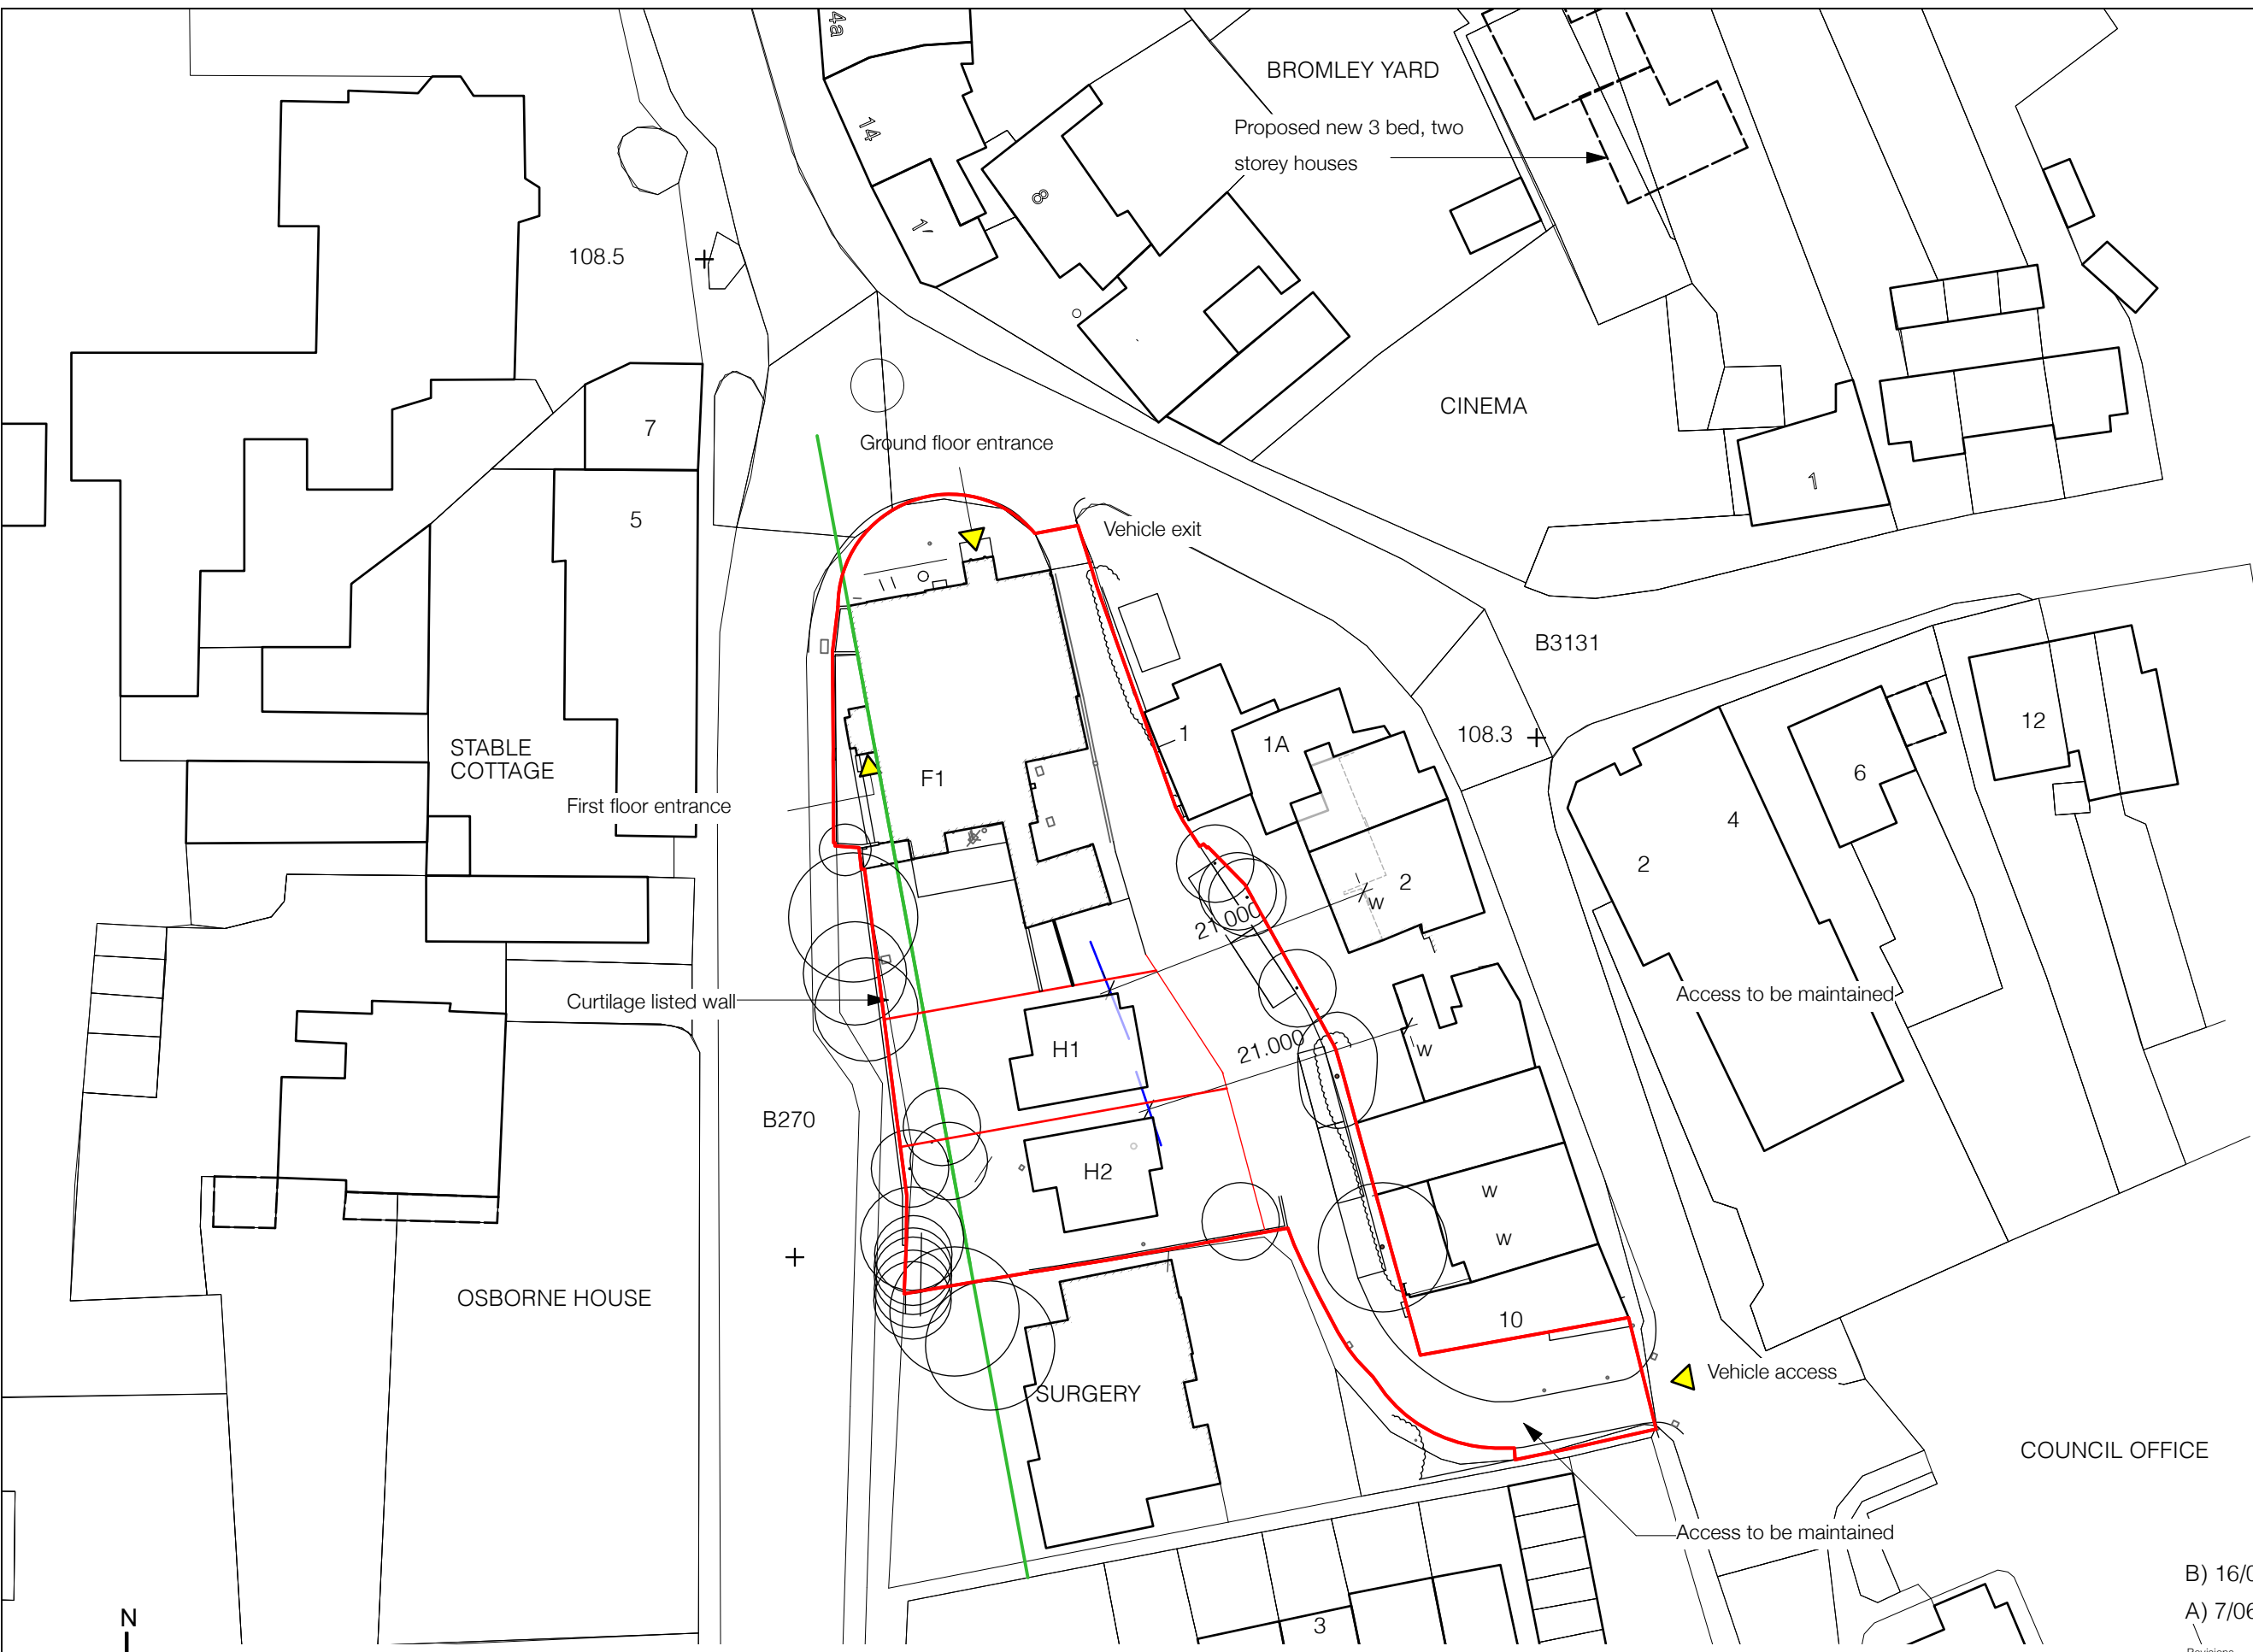 4a
BROMLEY YARD
Proposed new 3 bed, two
storey houses
14
8
108.5
CINEMA
7
Ground floor entrance
1
5
Vehicle exit
B3131
12
1
1A
108.3
STABLE
COTTAGE
6
F1
First floor entrance
4
2
2
w
21.000
Access to be maintained
Curtilage listed wall
21.000
H1
w
B270
H2
w
w
OSBORNE HOUSE
10
Vehicle access
SURGERY
COUNCIL OFFICE
Access to be maintained
B) 16/0
A) 7/06
N
3